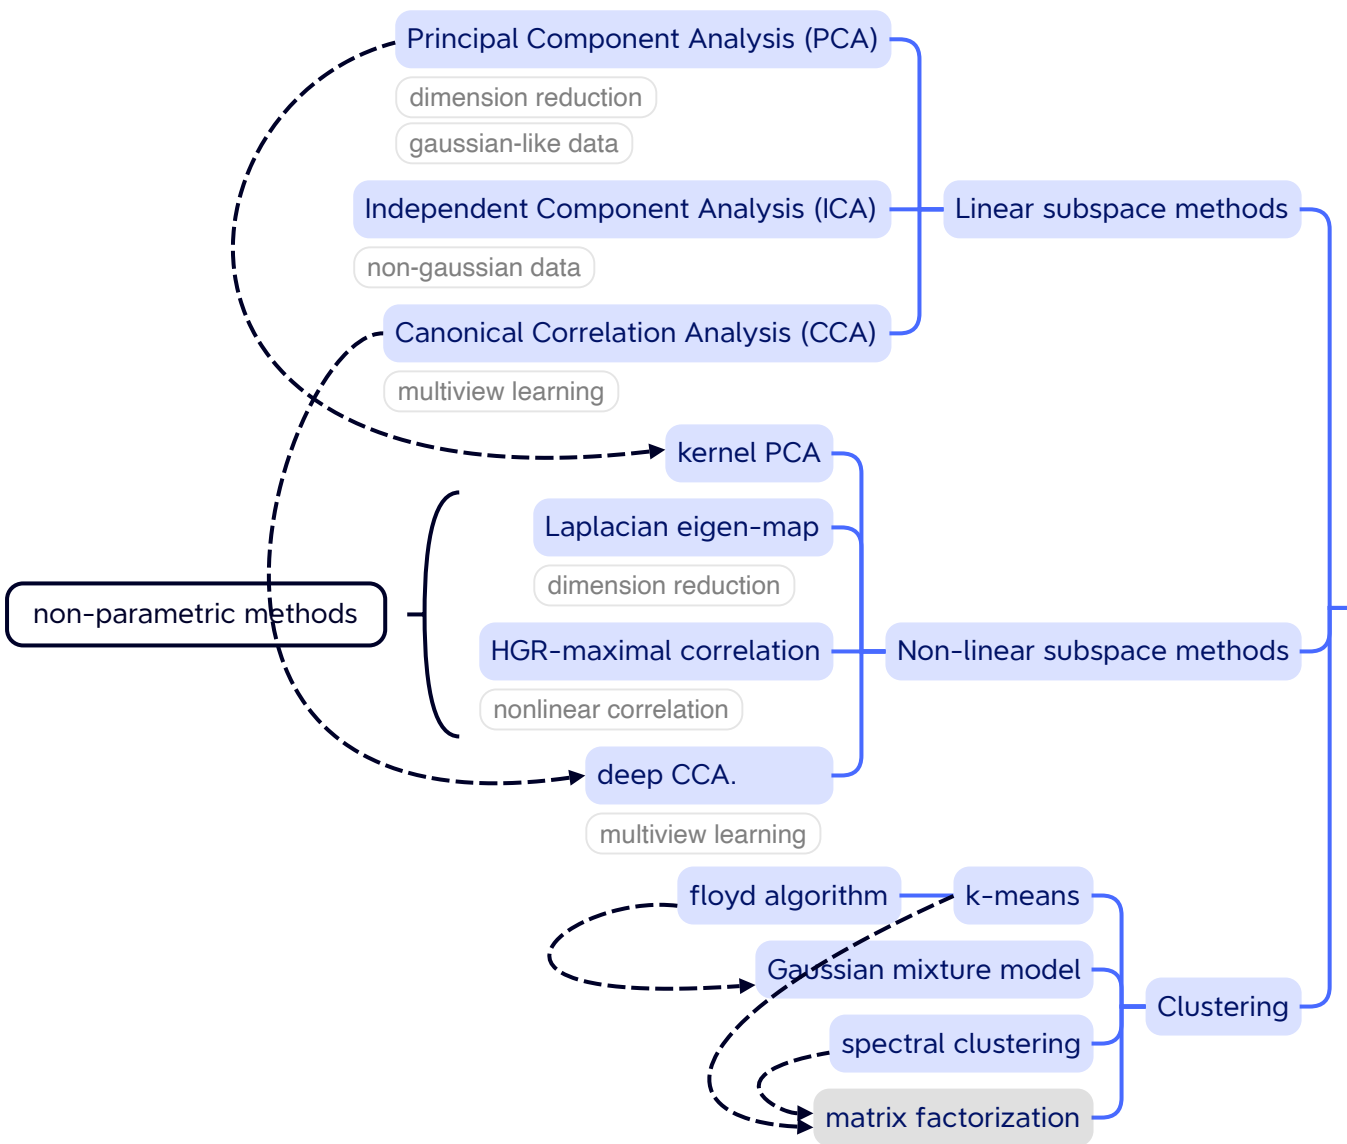 Principal Component Analysis (PCA)
dimension reduction
gaussian-like data
Independent Component Analysis (ICA)
Linear subspace methods
non-gaussian data
Canonical Correlation Analysis (CCA)
multiview learning
kernel PCA
Laplacian eigen-map
dimension reduction
non-parametric methods
HGR-maximal correlation
Non-linear subspace methods
nonlinear correlation
deep CCA.
multiview learning
floyd algorithm
k-means
Gaussian mixture model
Clustering
spectral clustering
matrix factorization